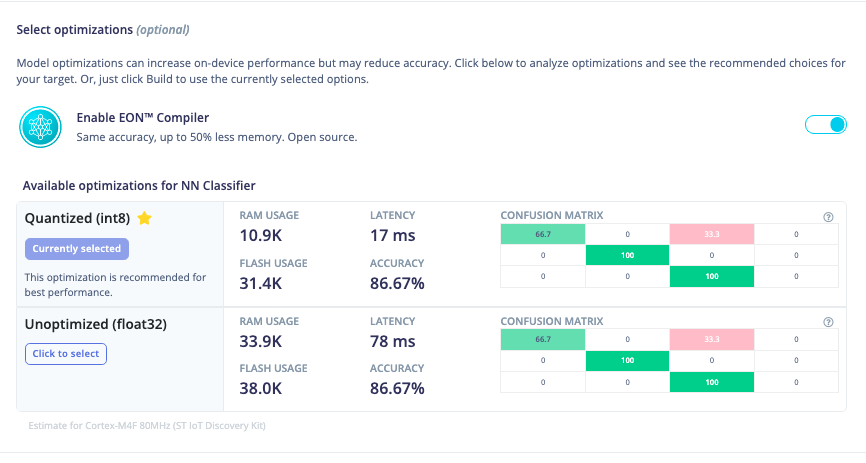 Select optimizations (optional)
Model optimizations can increase on-device performance but may reduce accuracy. Click below to analyze optimizations and see the recommended choices for
your target. Or, just click Build to use the currently selected options.
Enable EON™ Compiler
Same accuracy, up to 50% less memory. Open source.
Available optimizations for NN Classifier
Quantized (int8)
Currently selected
This optimization is recommended for
best performance.
RAM USAGE
10.9K
LATENCY
17 ms
FLASH USAGE
31.4K
ACCURACY
86.67%
CONFUSION MATRIX ?
66.7 0 33.3 0
0 100 0 0
0 0 100 0
Unoptimized (float32)
Click to select
RAM USAGE
33.9K
LATENCY
78 ms
FLASH USAGE
38.0K
ACCURACY
86.67%
CONFUSION MATRIX ?
66.7 0 33.3 0
0 100 0 0
0 0 100 0
Estimate for Cortex-M4F 80MHz (ST IoT Discovery Kit)